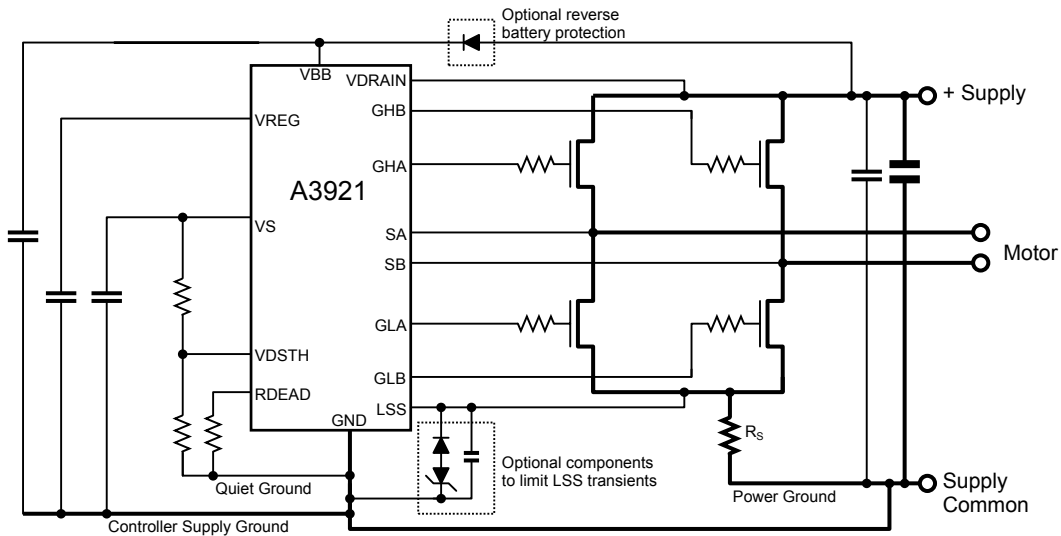 Optional reverse
battery protection
VBB
VDRAIN
+ Supply
GHB
VREG
GHA
A3921
VS
SA
Motor
SB
GLA
VDSTH
GLB
RDEAD
LSS
GND
RS
Optional components
to limit LSS transients
Quiet Ground
Power Ground
Supply
Common
Controller Supply Ground